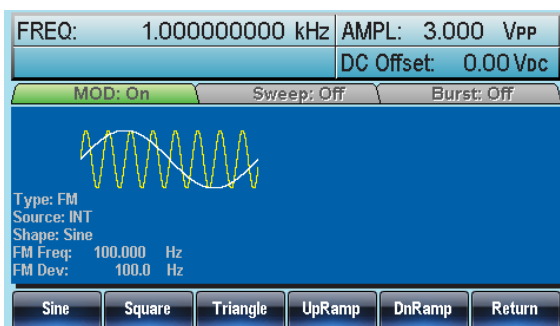 FREQ: 1.000000000 kHz AMPL: 3.000 VPP
DC Offset: 0.00 VDC
MOD: On Sweep: Off Burst: Off
Type: FM
Source: INT
Shape: Sine
FM Freq: 100.000 Hz
FM Dev: 100.0 Hz
Sine Square Triangle UpRamp DnRamp Return